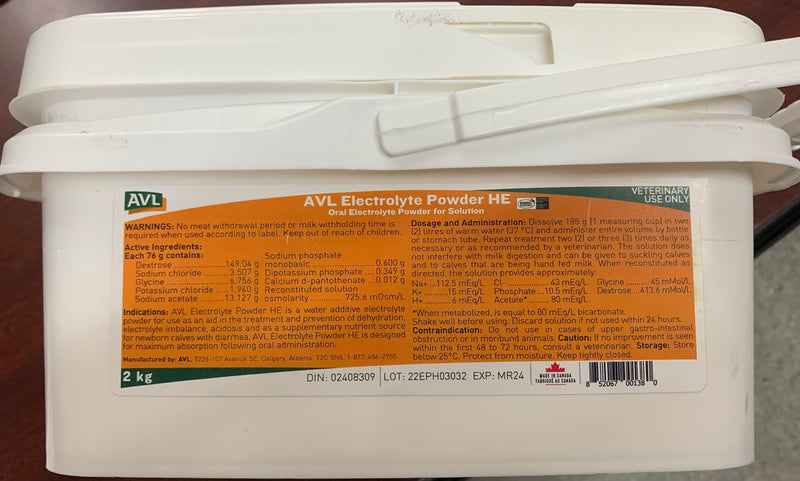 AVL
AVL Electrolyte Powder HE
Oral Electrolyte Powder for Solution
VETERINARY
USE ONLY
WARNINGS: No meat withdrawal period or milk withholding time is
required when used according to label. Keep out of reach of children.
Active Ingredients:
Each 76 g contains:
Dextrose ..................149.04 g
Sodium chloride ........3.507 g
Glycine .......................6.756 g
Potassium chloride ...1.940 g
Sodium acetate ........13.127 g
Sodium phosphate
monobasic ......................0.600 g
Dipotassium phosphate ....0.349 g
Calcium d-pantothenate ....0.012 g
Reconstituted solution
osmolarity .............725.6 mOsm/L
Indications: AVL Electrolyte Powder HE is a water additive electrolyte
powder for use as an aid in the treatment and prevention of dehydration,
electrolyte imbalance, acidosis and as a supplementary nutrient source
for newborn calves with diarrhea. AVL Electrolyte Powder HE is designed
for maximum absorption following oral administration.
Manufactured by: AVL, 7226-107 Avenue SE, Calgary, Alberta, T2C 5N6, 1-877-456-2755.
Dosage and Administration: Dissolve 185 g (1 measuring cup) in two
(2) litres of warm water (37 °C) and administer entire volume by bottle
or stomach tube. Repeat treatment two (2) or three (3) times daily as
necessary or as recommended by a veterinarian. The solution does
not interfere with milk digestion and can be given to suckling calves
and to calves that are being hand fed milk. When reconstituted as
directed, the solution provides approximately:
Na+ ....112.5 mEq/L Cl- ..............43 mEq/L Glycine .........45 mMol/L
K+ ..........15 mEq/L Phosphate ...10.5 mEq/L Dextrose ..413.6 mMol/L
H+ ............6 mEq/L Acetate* .......80 mEq/L
*When metabolized, is equal to 80 mEq/L bicarbonate.
Shake well before using. Discard solution if not used within 24 hours.
Contraindication: Do not use in cases of upper gastro-intestinal
obstruction or in moribund animals. Caution: If no improvement is seen
within the first 48 to 72 hours, consult a veterinarian. Storage: Store
below 25°C. Protect from moisture. Keep tightly closed.
2 kg
DIN: 02408309 LOT: 22EPH03032 EXP: MR24
MADE IN CANADA
FABRIQUÉ AU CANADA
8 52067 00138 0